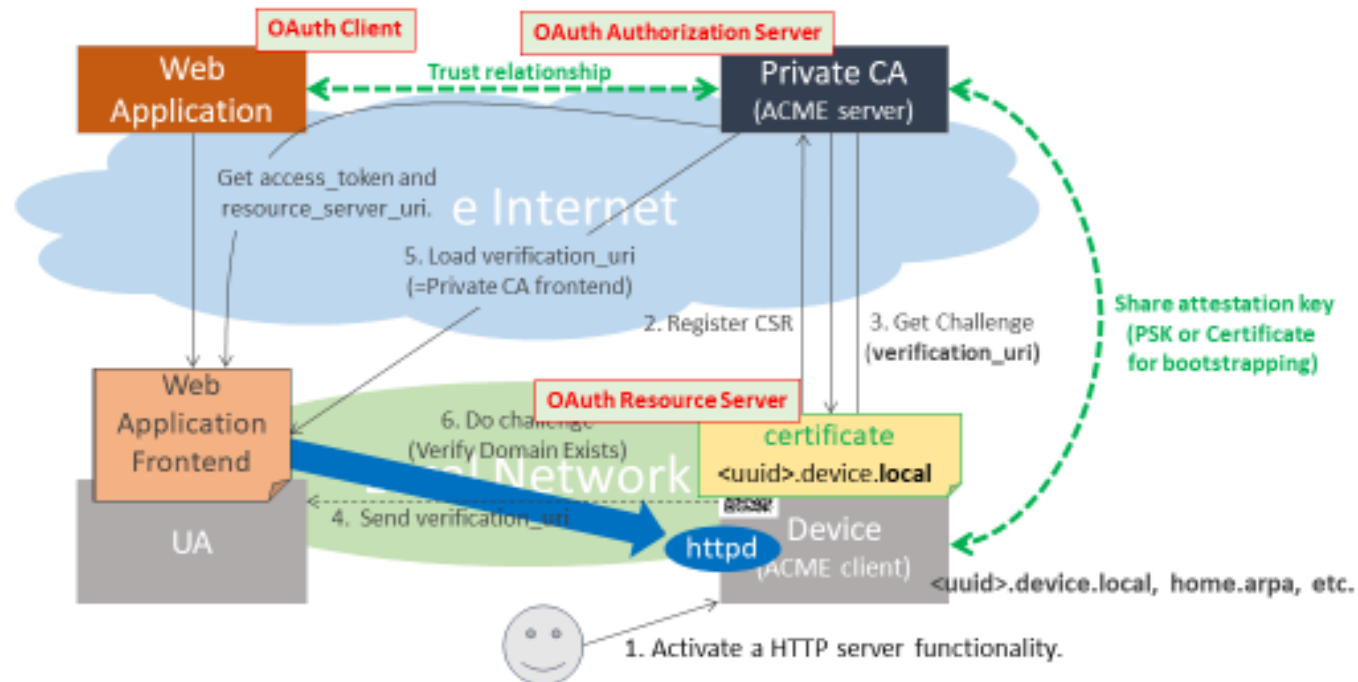 OAuth Client
OAuth Authorization Server
Web
Application
Trust relationship
Private CA
(ACME server)
Get access_token and
resource_server_uri.
e Internet
5. Load verification_uri
(=Private CA frontend)
2. Register CSR
3. Get Challenge
(verification_uri)
Share attestation key
(PSK or Certificate
for bootstrapping)
Web
Application
Frontend
OAuth Resource Server
6. Do challenge
(Verify Domain Exists)
certificate
<uuid>.device.local
Network
4. Send verification_uri
UA
httpd
Device
(ACME client)
<uuid>.device.local, home.arpa, etc.
1. Activate a HTTP server functionality.